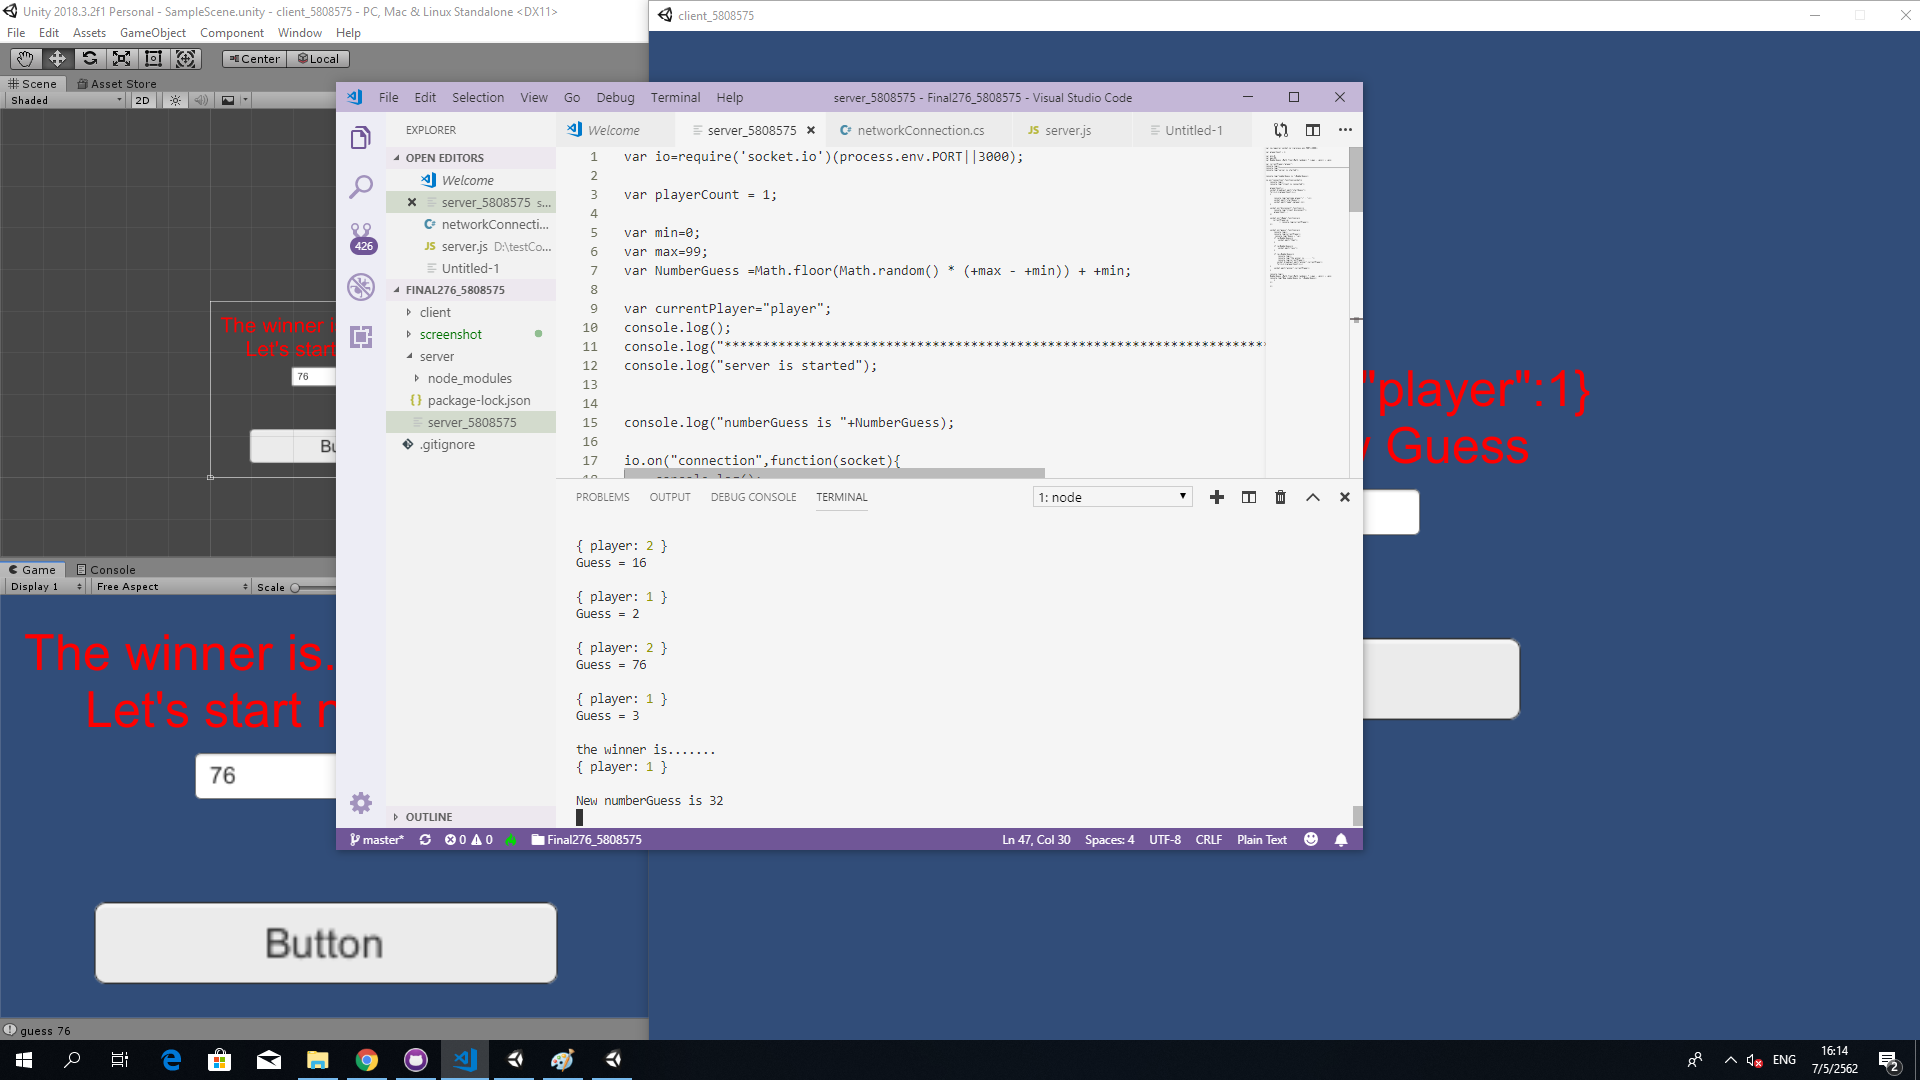 Unity 2018.3.2f1 Personal - SampleScene.unity - client_5808575 - PC, Mac & Linux Standalone <DX11>
File Edit Assets GameObject Component Window Help
Center Local
Scene Asset Store
Shaded 2D
The winner i
Let's start
76
Bu
Game Console
Display 1 Free Aspect Scale
The winner is.
Let's start n
76
Button
guess 76
client_5808575
"player":1}
Guess
File Edit Selection View Go Debug Terminal Help
server_5808575 - Final276_5808575 - Visual Studio Code
EXPLORER
OPEN EDITORS
Welcome
server_5808575 s...
networkConnecti...
JS server.js D:\testCo...
Untitled-1
FINAL276_5808575
client
screenshot
server
node_modules
{} package-lock.json
server_5808575
.gitignore
OUTLINE
426
Welcome server_5808575 networkConnection.cs JS server.js Untitled-1
1 var io=require('socket.io')(process.env.PORT||3000);
2
3 var playerCount = 1;
4
5 var min=0;
6 var max=99;
7 var NumberGuess =Math.floor(Math.random() * (+max - +min)) + +min;
8
9 var currentPlayer="player";
10 console.log();
11 console.log("**********************************************************************
12 console.log("server is started");
13
14
15 console.log("numberGuess is "+NumberGuess);
16
17 io.on("connection",function(socket){
18 console.log();
PROBLEMS OUTPUT DEBUG CONSOLE TERMINAL
1: node
{ player: 2 }
Guess = 16
{ player: 1 }
Guess = 2
{ player: 2 }
Guess = 76
{ player: 1 }
Guess = 3
the winner is.......
{ player: 1 }
New numberGuess is 32
master* 0 0 Final276_5808575
Ln 47, Col 30 Spaces: 4 UTF-8 CRLF Plain Text
ENG
16:14
7/5/2562
2